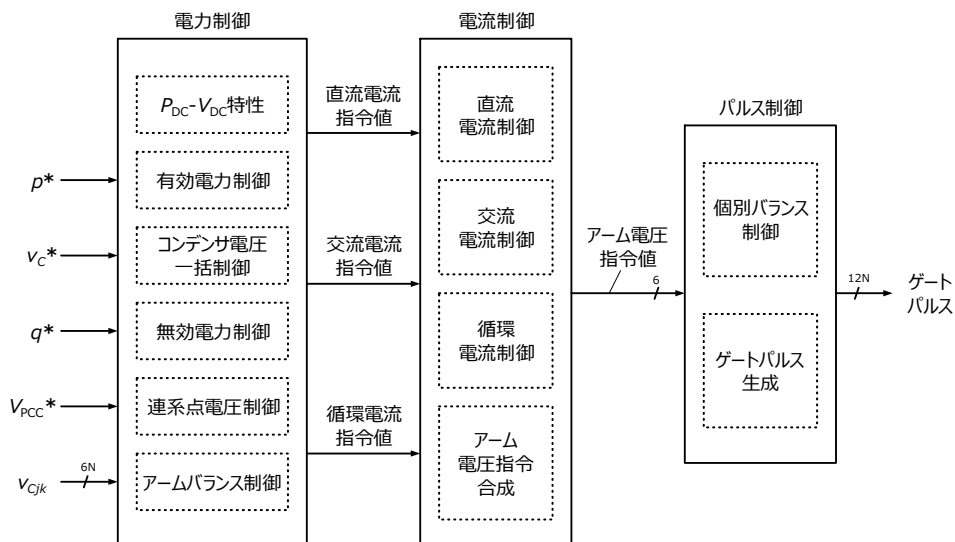 電力制御
P_DC-V_DC特性
有効電力制御
コンデンサ電圧
一括制御
無効電力制御
連系点電圧制御
アームバランス制御
p*
v_C*
q*
V_PCC*
v_Cjk
6N
直流電流
指令値
交流電流
指令値
循環電流
指令値
電流制御
直流
電流制御
交流
電流制御
循環
電流制御
アーム
電圧指令
合成
アーム電圧
指令値
6
パルス制御
個別バランス
制御
ゲートパルス
生成
12N
ゲート
パルス